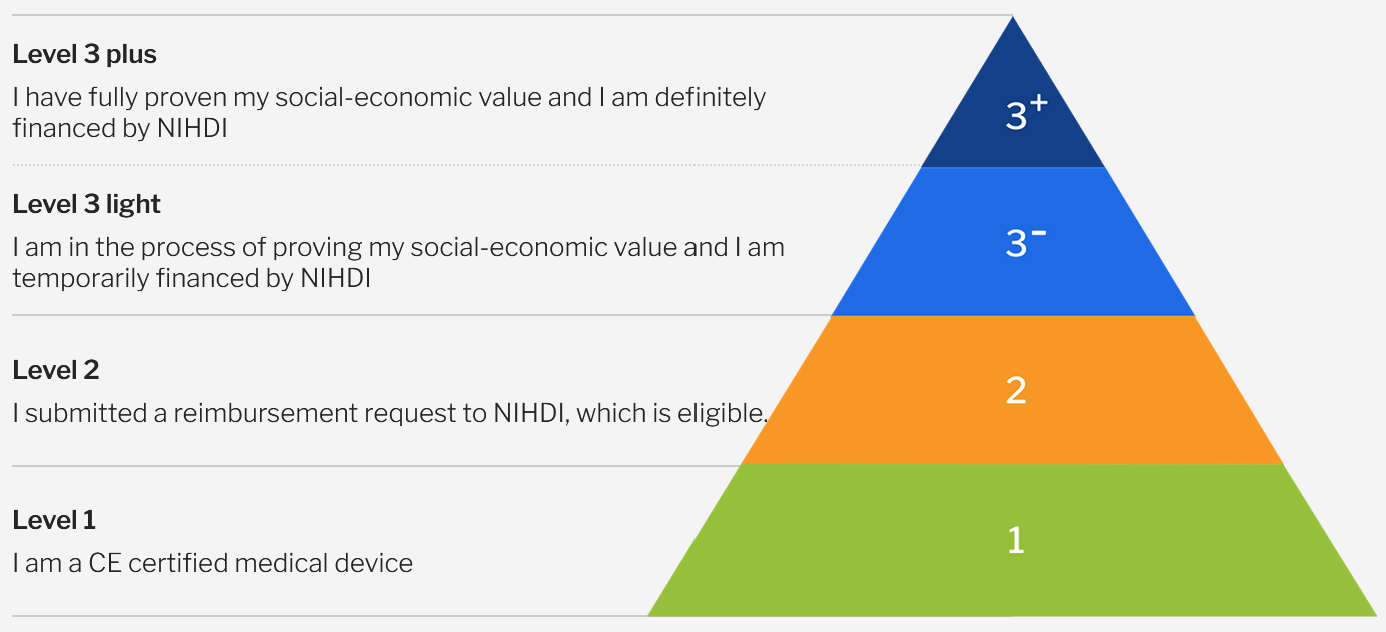 Level 3 plus
I have fully proven my social-economic value and I am definitely
financed by NIHDI
3+
Level 3 light
I am in the process of proving my social-economic value and I am
temporarily financed by NIHDI
3-
Level 2
I submitted a reimbursement request to NIHDI, which is eligible.
2
Level 1
I am a CE certified medical device
1